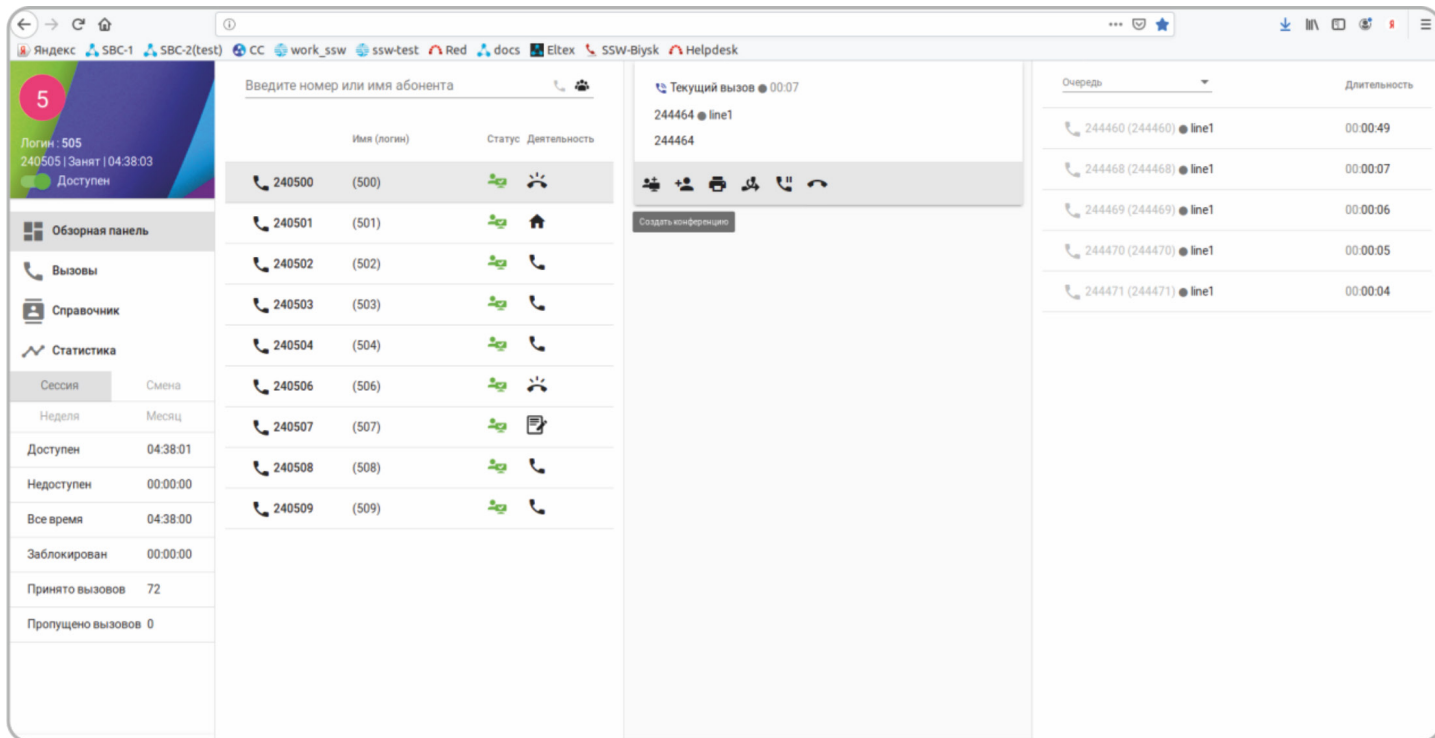 Яндекс SBC-1 SBC-2(test) CC work_ssw ssw-test Red docs Eltex SSW-Biysk Helpdesk
5
Логин : 505
240505 | Занят | 04:38:03
Доступен
Обзорная панель
Вызовы
Справочник
Статистика
Сессия Смена
Неделя Месяц
Доступен 04:38:01
Недоступен 00:00:00
Все время 04:38:00
Заблокирован 00:00:00
Принято вызовов 72
Пропущено вызовов 0
Введите номер или имя абонента
Имя (логин) Статус Деятельность
240500 (500)
240501 (501)
240502 (502)
240503 (503)
240504 (504)
240506 (506)
240507 (507)
240508 (508)
240509 (509)
Текущий вызов 00:07
244464 line1
244464
Создать конференцию
Очередь Длительность
244460 (244460) line1 00:00:49
244468 (244468) line1 00:00:07
244469 (244469) line1 00:00:06
244470 (244470) line1 00:00:05
244471 (244471) line1 00:00:04